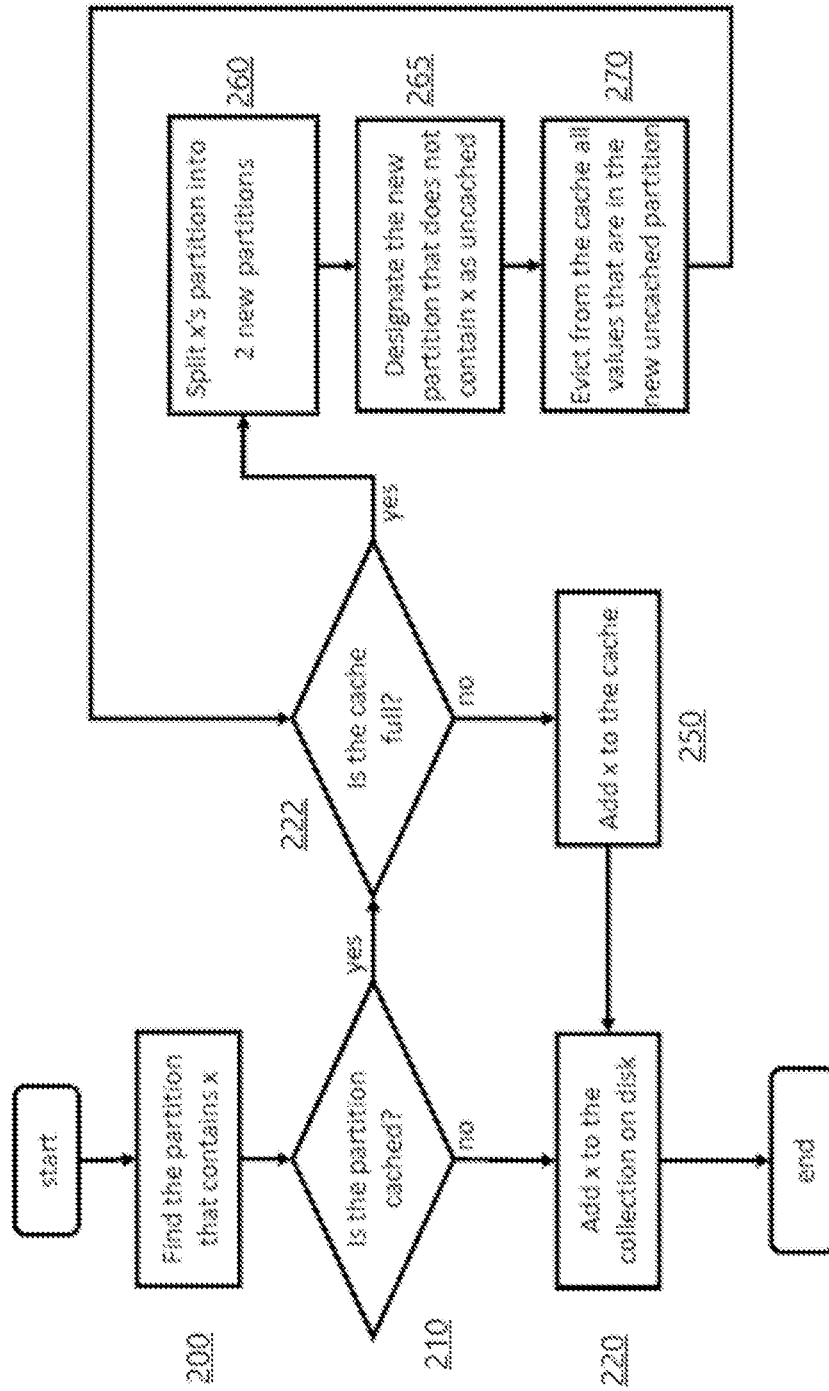 start
Find the partition
that contains x
200
Is the partition
cached?
210
yes
no
Add x to the
collection on disk
220
end
Is the cache
full?
222
yes
no
Add x to the cache
250
Split x's partition into
2 new partitions
260
Designate the new
partition that does not
contain x as uncached
265
Evict from the cache all
values that are in the
new uncached partition
270